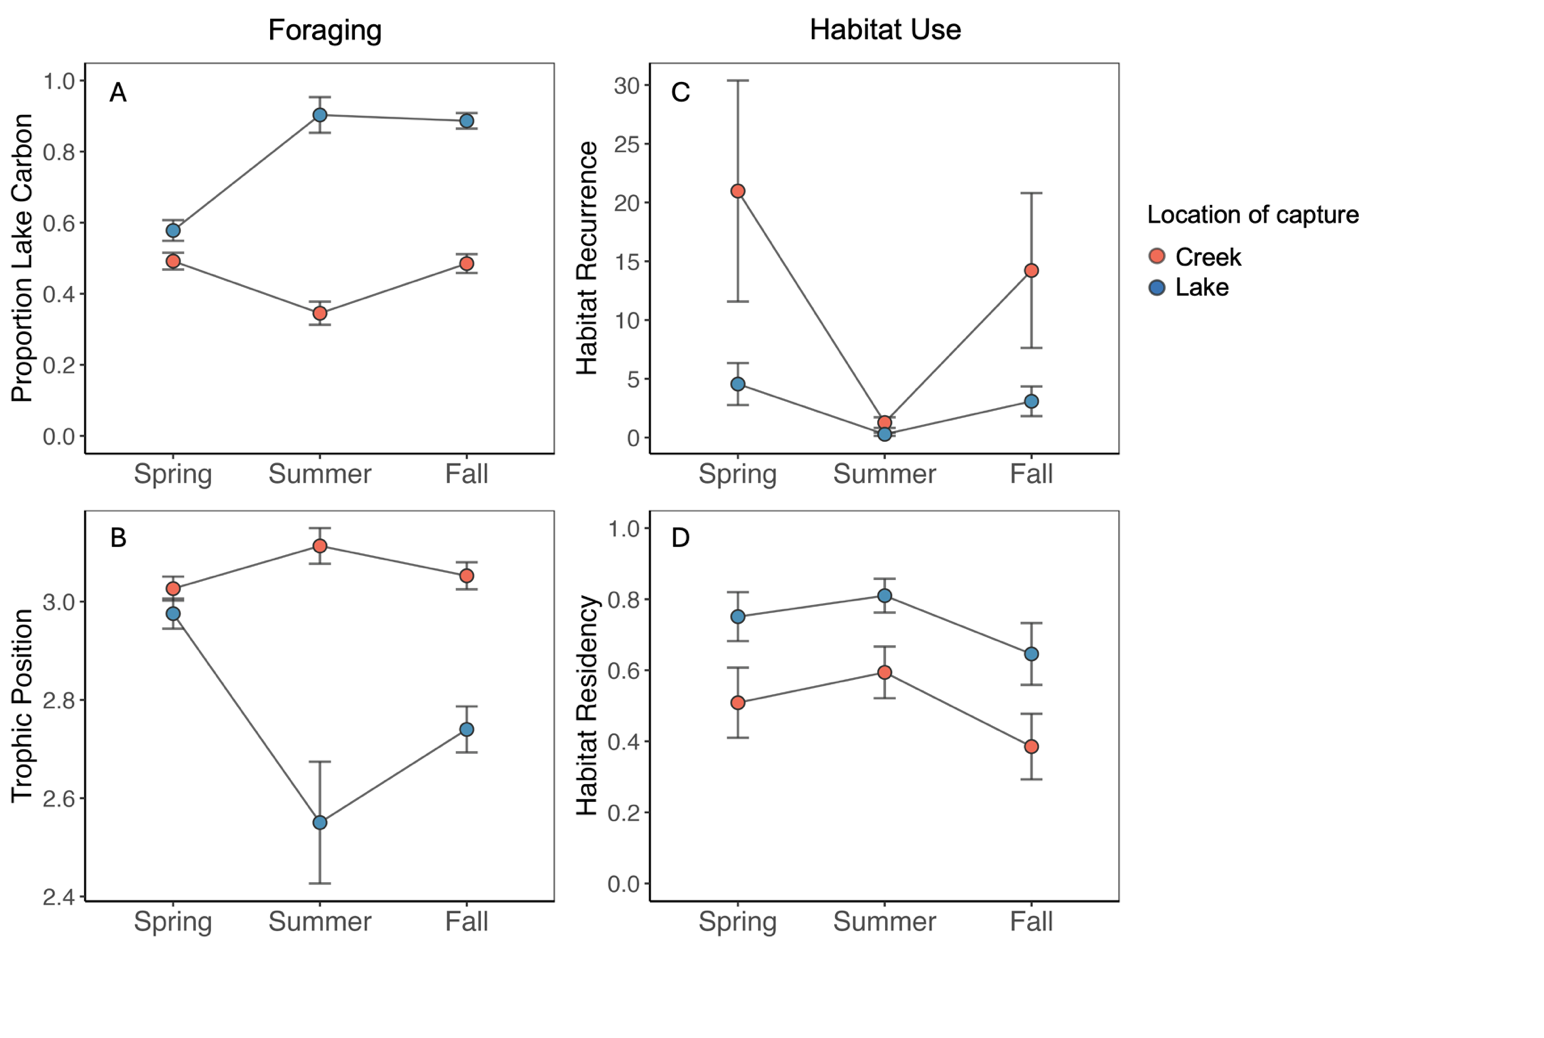 Foraging
Habitat Use
A
Proportion Lake Carbon
1.0
0.8
0.6
0.4
0.2
0.0
Spring Summer Fall
C
Habitat Recurrence
30
25
20
15
10
5
0
Spring Summer Fall
Location of capture
Creek
Lake
B
Trophic Position
3.0
2.8
2.6
2.4
Spring Summer Fall
D
Habitat Residency
1.0
0.8
0.6
0.4
0.2
0.0
Spring Summer Fall